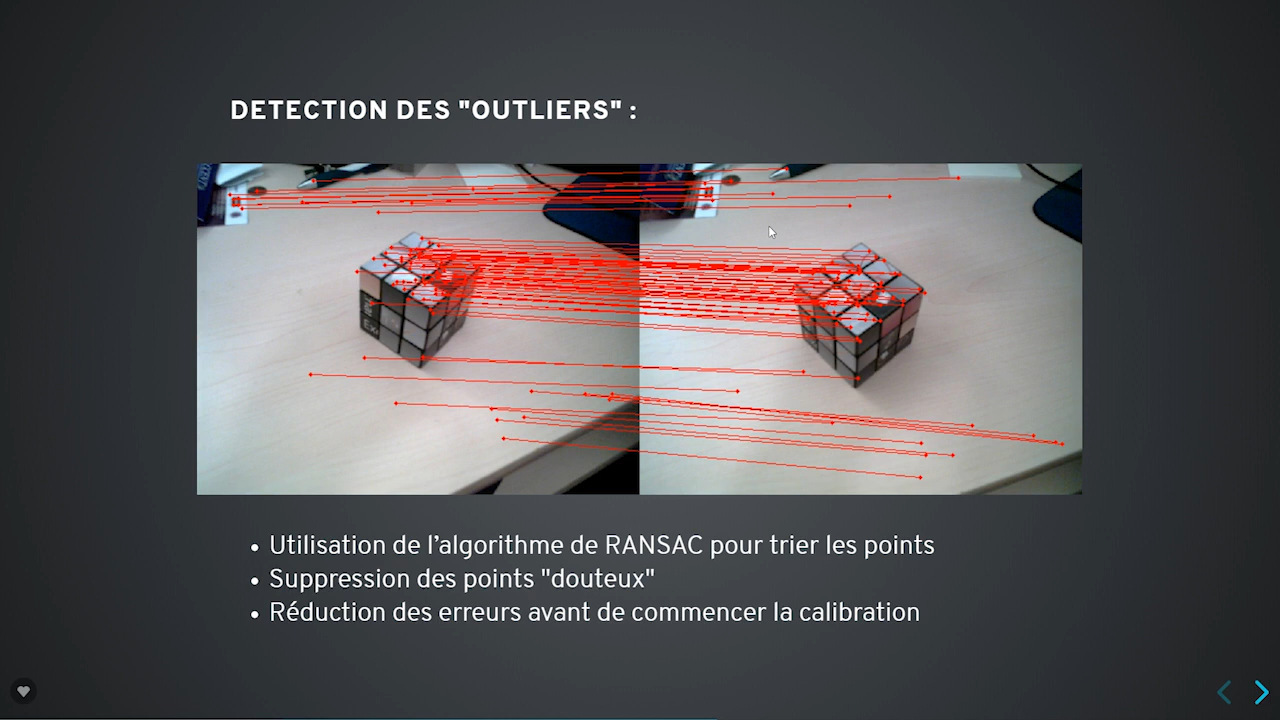 DETECTION DES "OUTLIERS" :
Utilisation de l’algorithme de RANSAC pour trier les points
Suppression des points "douteux"
Réduction des erreurs avant de commencer la calibration